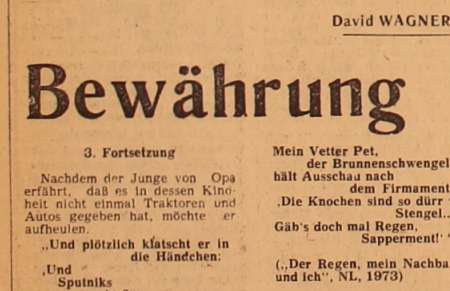 David WAGNER
Bewährung
3. Fortsetzung
Nachdem der Junge von Opa
erfährt, daß es in dessen Kind-
heit nicht einmal Traktoren und
Autos gegeben hat, möchte er
aufheulen.
„Und plötzlich klatscht er in
die Händchen:
‚Und
Sputniks
Mein Vetter Pet,
der Brunnenschwengel
hält Ausschau nach
dem Firmament
‚Die Knochen sind so dürr
Stengel...
Gäb's doch mal Regen,
Sapperment!' "
(„Der Regen, mein Nachba
und ich", NL, 1973)